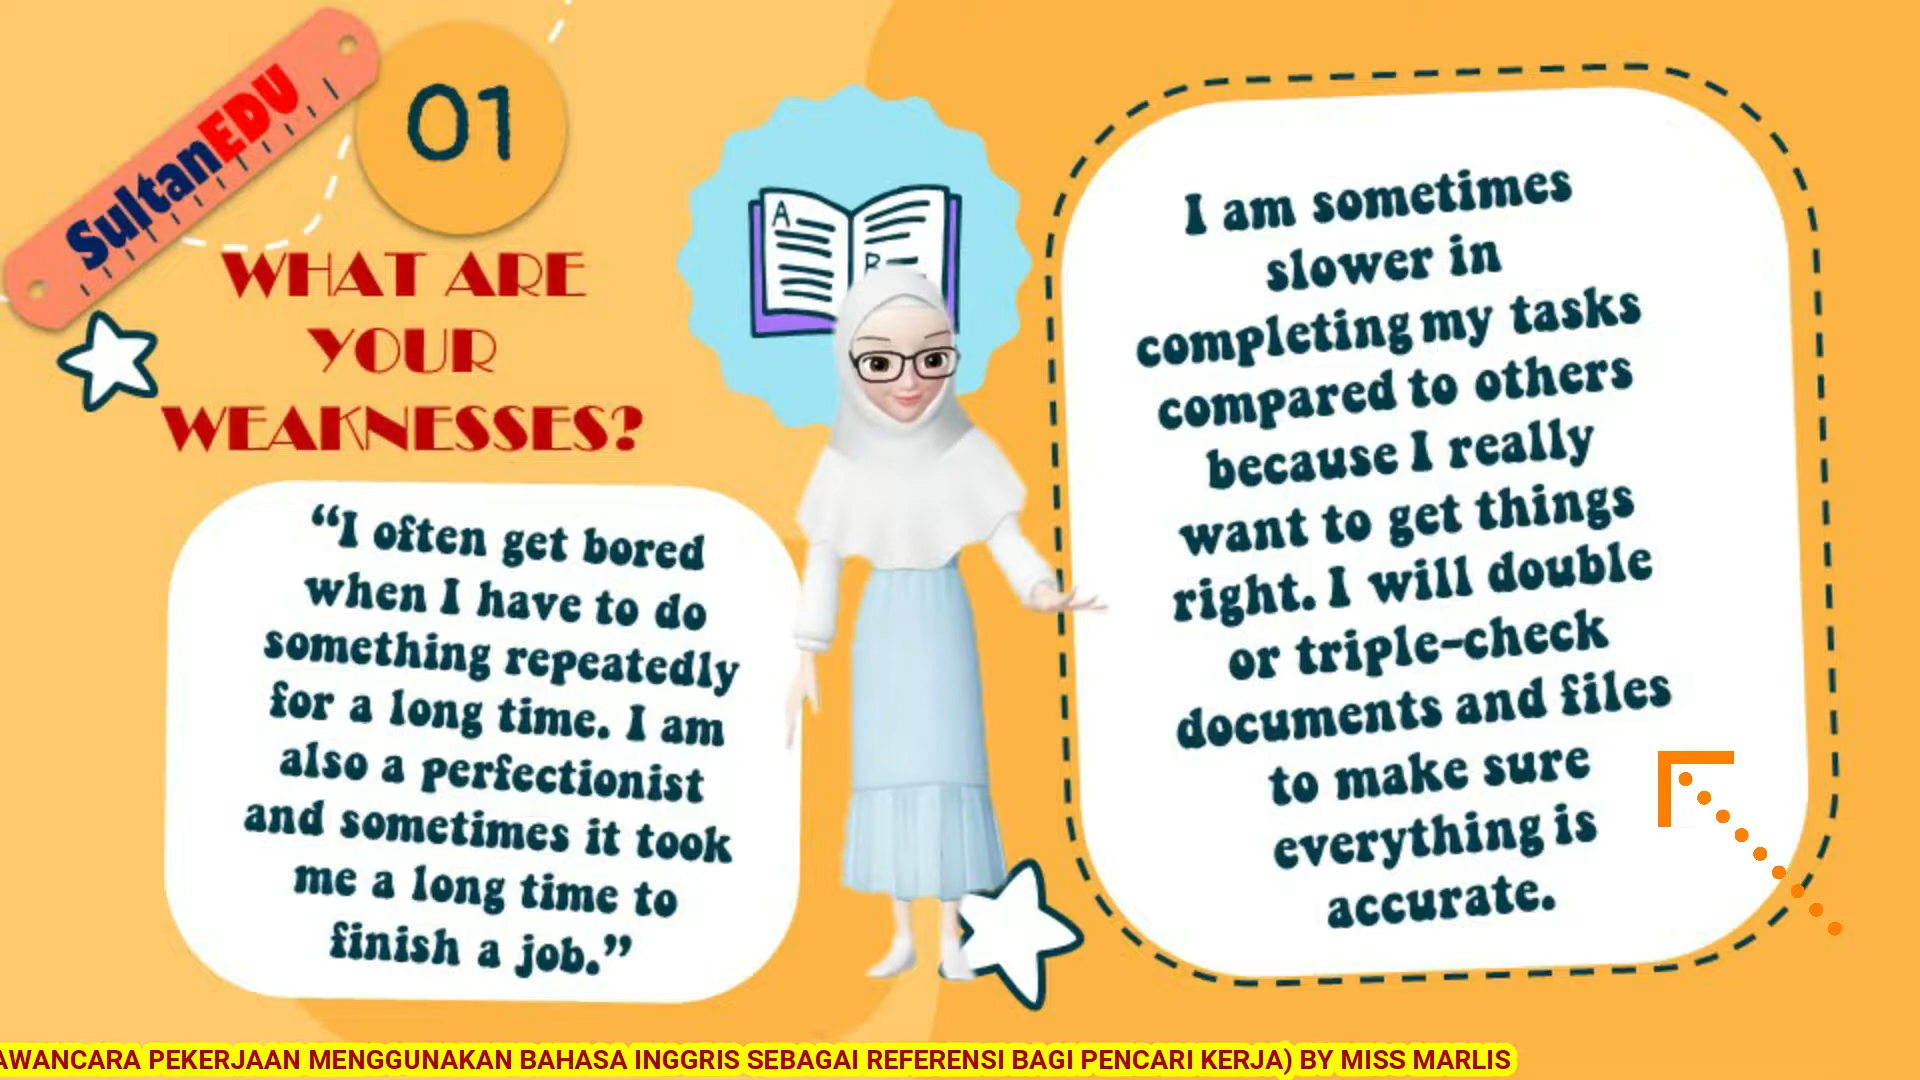 SultanEDU
01
WHAT ARE
YOUR
WEAKNESSES?
“I often get bored
when I have to do
something repeatedly
for a long time. I am
also a perfectionist
and sometimes it took
me a long time to
finish a job.”
A
B
I am sometimes
slower in
completing my tasks
compared to others
because I really
want to get things
right. I will double
or triple-check
documents and files
to make sure
everything is
accurate.
AWANCARA PEKERJAAN MENGGUNAKAN BAHASA INGGRIS SEBAGAI REFERENSI BAGI PENCARI KERJA) BY MISS MARLIS